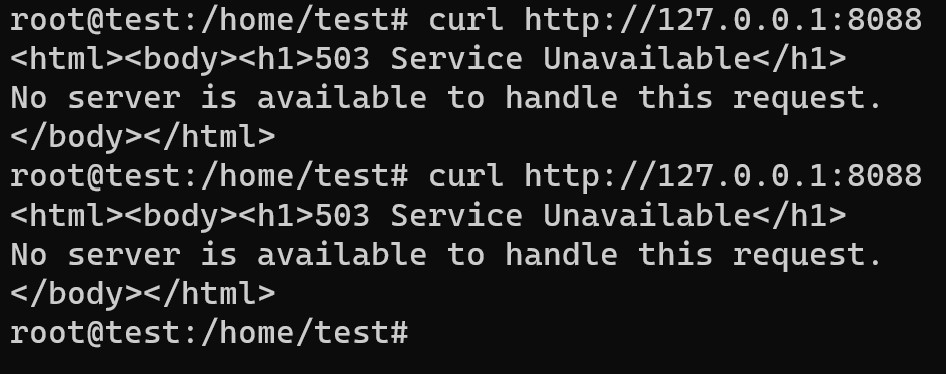 root@test:/home/test# curl http://127.0.0.1:8088
<html><body><h1>503 Service Unavailable</h1>
No server is available to handle this request.
</body></html>
root@test:/home/test# curl http://127.0.0.1:8088
<html><body><h1>503 Service Unavailable</h1>
No server is available to handle this request.
</body></html>
root@test:/home/test#